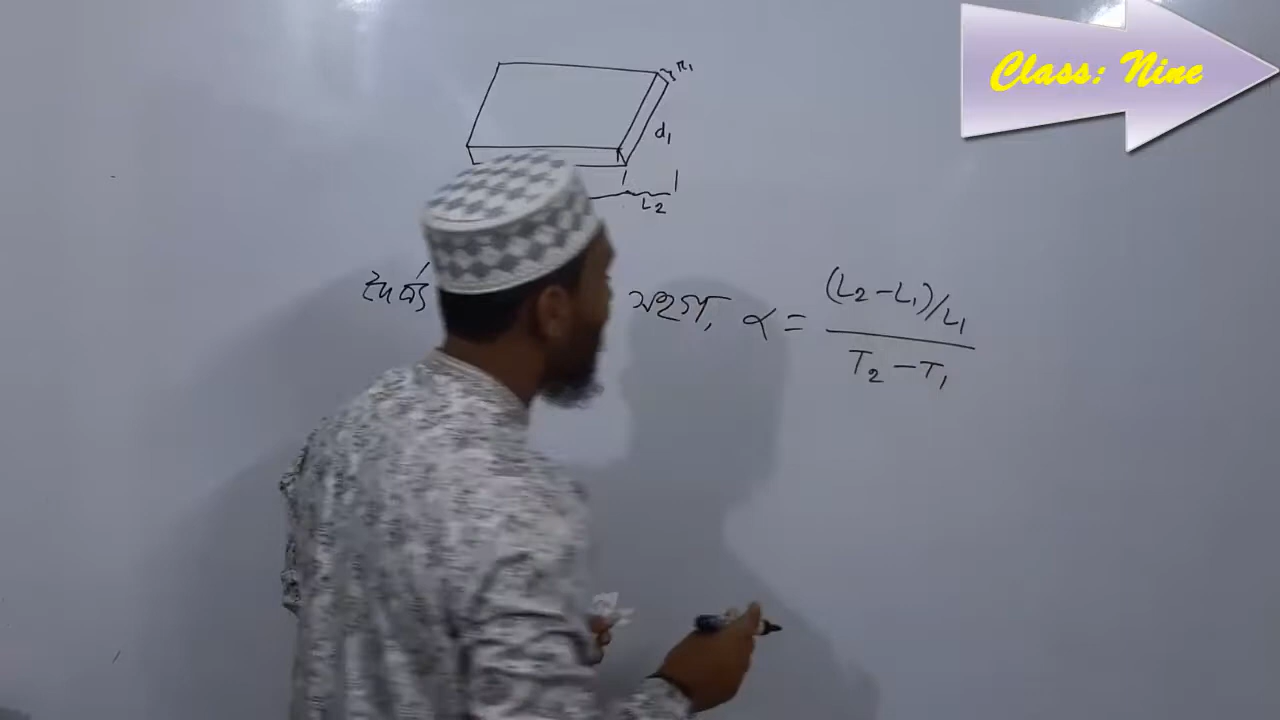 Class: Nine
d₁
L₂
সহগ, α = (L₂ - L₁)/L₁
T₂ - T₁